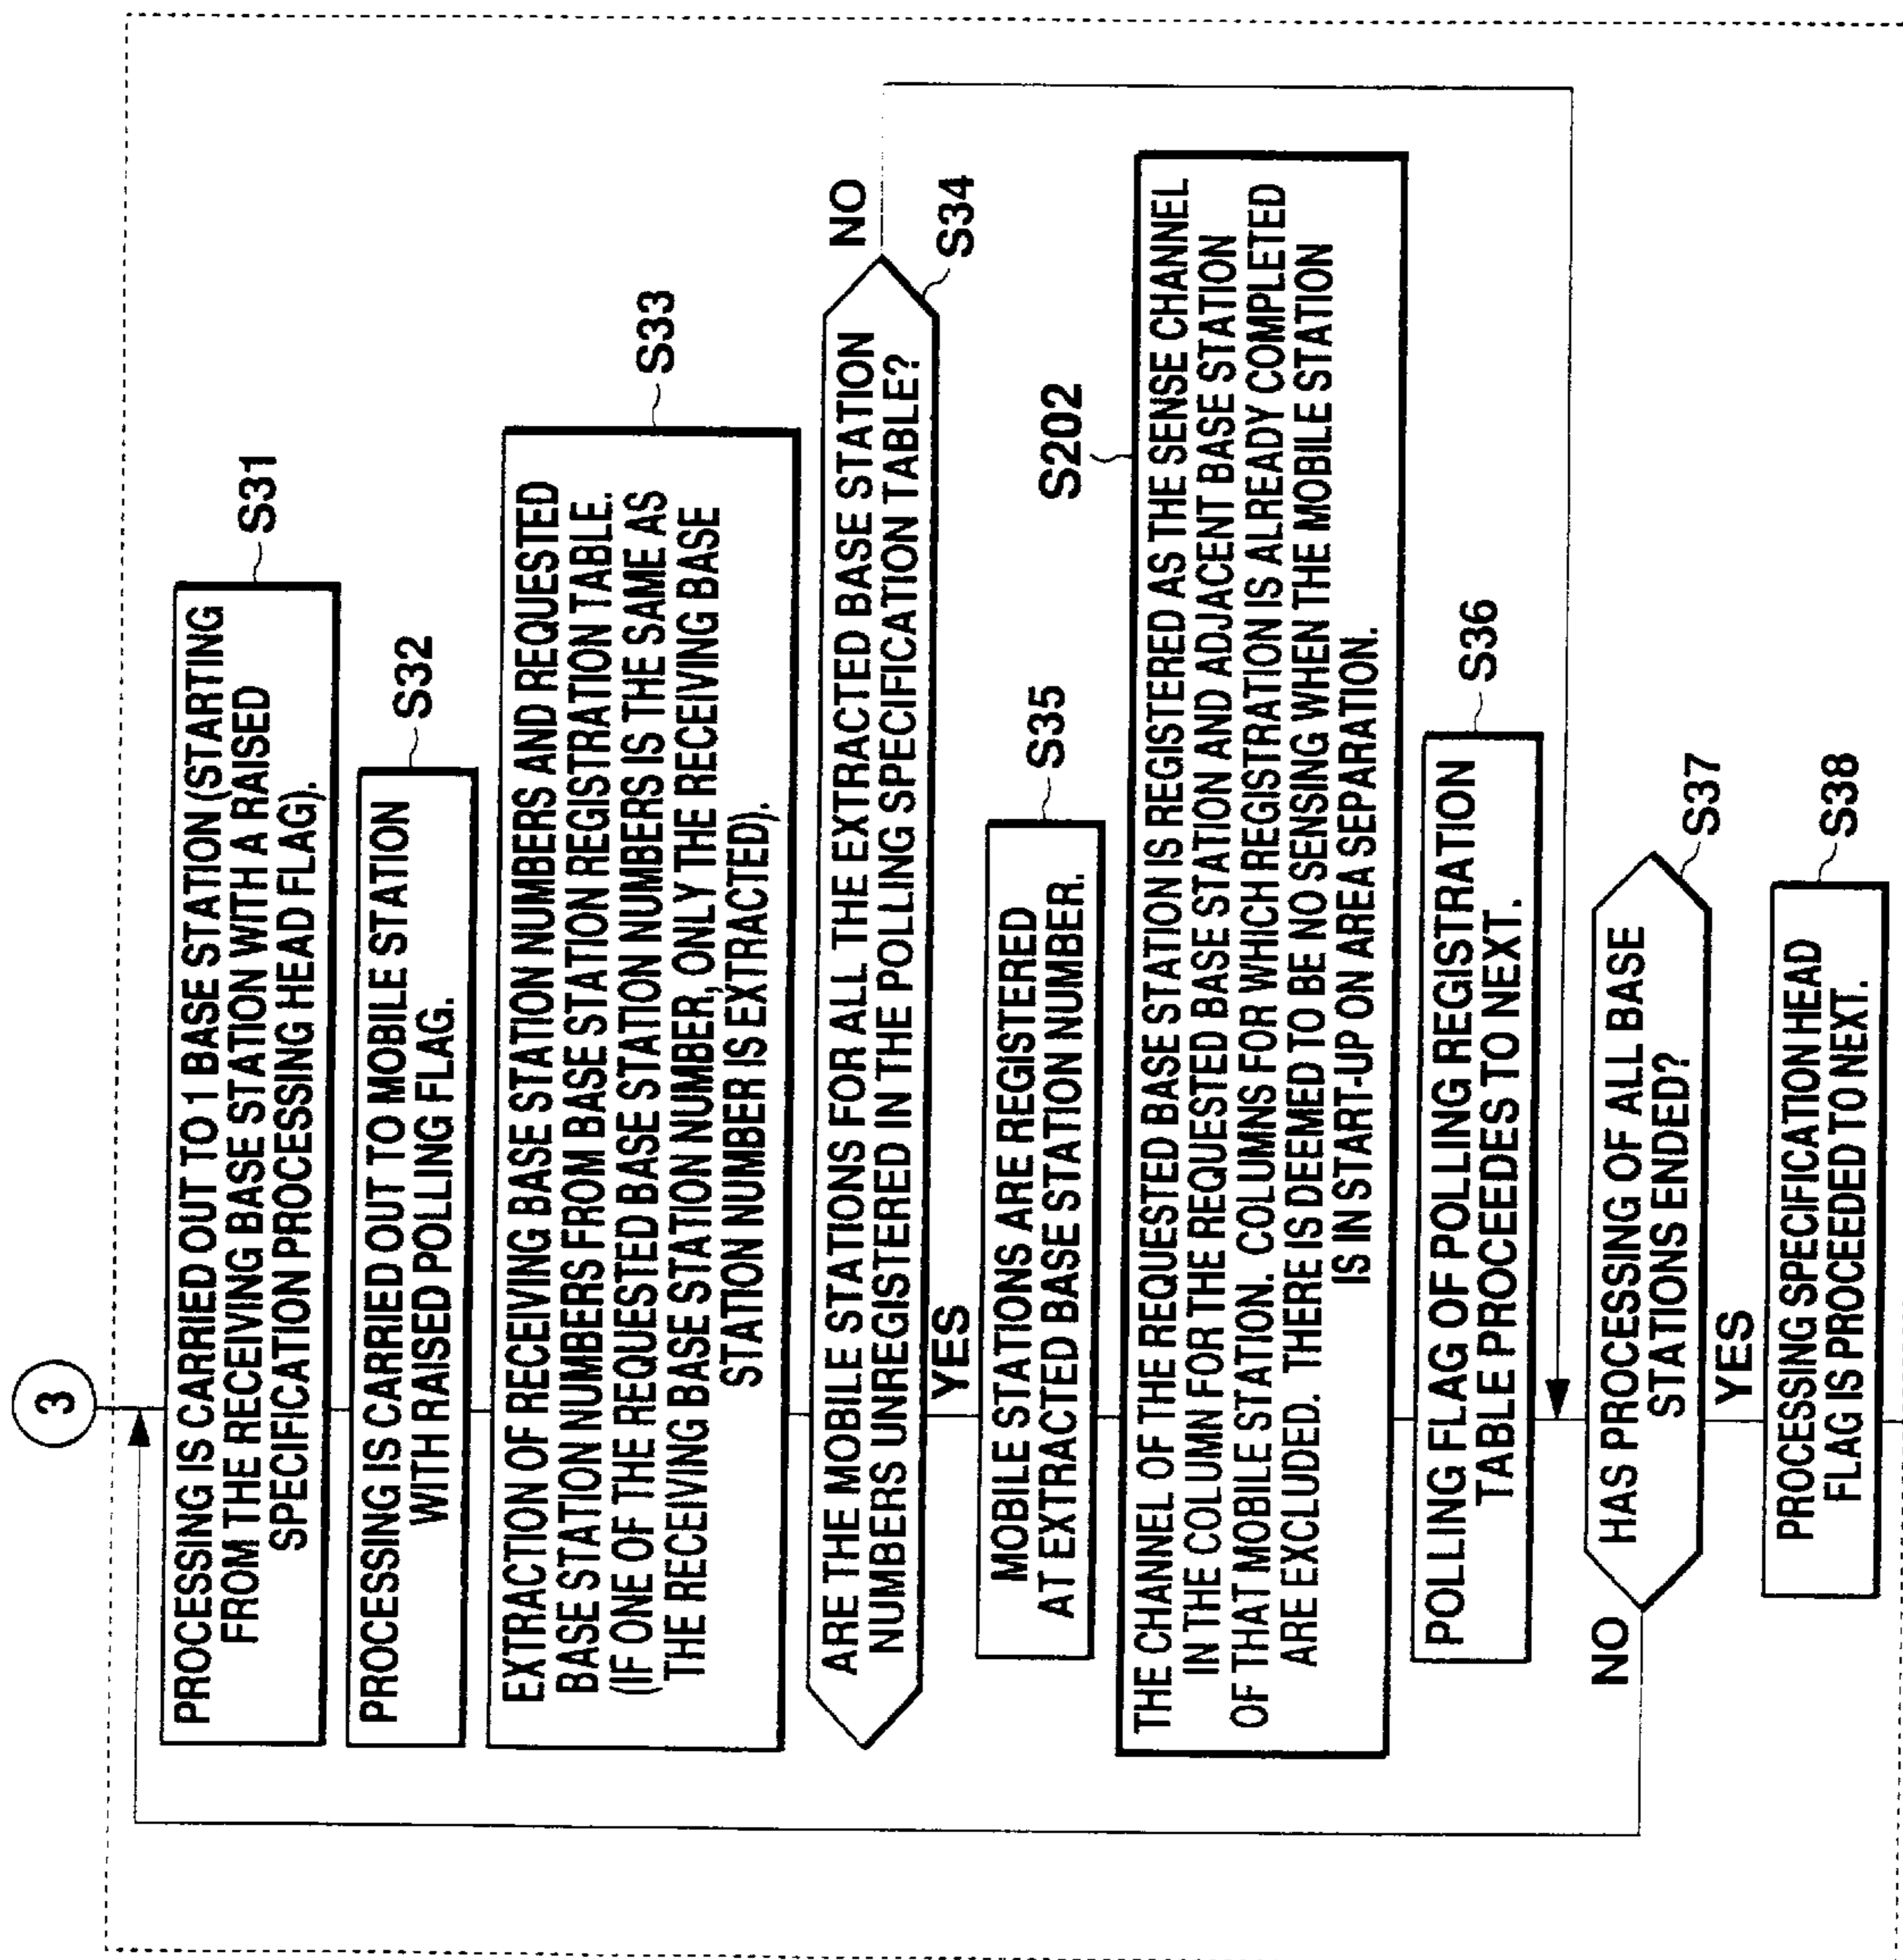 3
PROCESSING IS CARRIED OUT TO 1 BASE STATION (STARTING
FROM THE RECEIVING BASE STATION WITH A RAISED
SPECIFICATION PROCESSING HEAD FLAG).
S31
PROCESSING IS CARRIED OUT TO MOBILE STATION
WITH RAISED POLLING FLAG.
S32
EXTRACTION OF RECEIVING BASE STATION NUMBERS AND REQUESTED
BASE STATION NUMBERS FROM BASE STATION REGISTRATION TABLE.
(IF ONE OF THE REQUESTED BASE STATION NUMBERS IS THE SAME AS
THE RECEIVING BASE STATION NUMBER, ONLY THE RECEIVING BASE
STATION NUMBER IS EXTRACTED).
S33
ARE THE MOBILE STATIONS FOR ALL THE EXTRACTED BASE STATION
NUMBERS UNREGISTERED IN THE POLLING SPECIFICATION TABLE?
NO
S34
YES
MOBILE STATIONS ARE REGISTERED
AT EXTRACTED BASE STATION NUMBER.
S35
S202
THE CHANNEL OF THE REQUESTED BASE STATION IS REGISTERED AS THE SENSE CHANNEL
IN THE COLUMN FOR THE REQUESTED BASE STATION AND ADJACENT BASE STATION
OF THAT MOBILE STATION. COLUMNS FOR WHICH REGISTRATION IS ALREADY COMPLETED
ARE EXCLUDED. THERE IS DEEMED TO BE NO SENSING WHEN THE MOBILE STATION
IS IN START-UP ON AREA SEPARATION.
POLLING FLAG OF POLLING REGISTRATION
TABLE PROCEEDES TO NEXT.
S36
NO
HAS PROCESSING OF ALL BASE
STATIONS ENDED?
S37
YES
PROCESSING SPECIFICATION HEAD
FLAG IS PROCEEDED TO NEXT.
S38